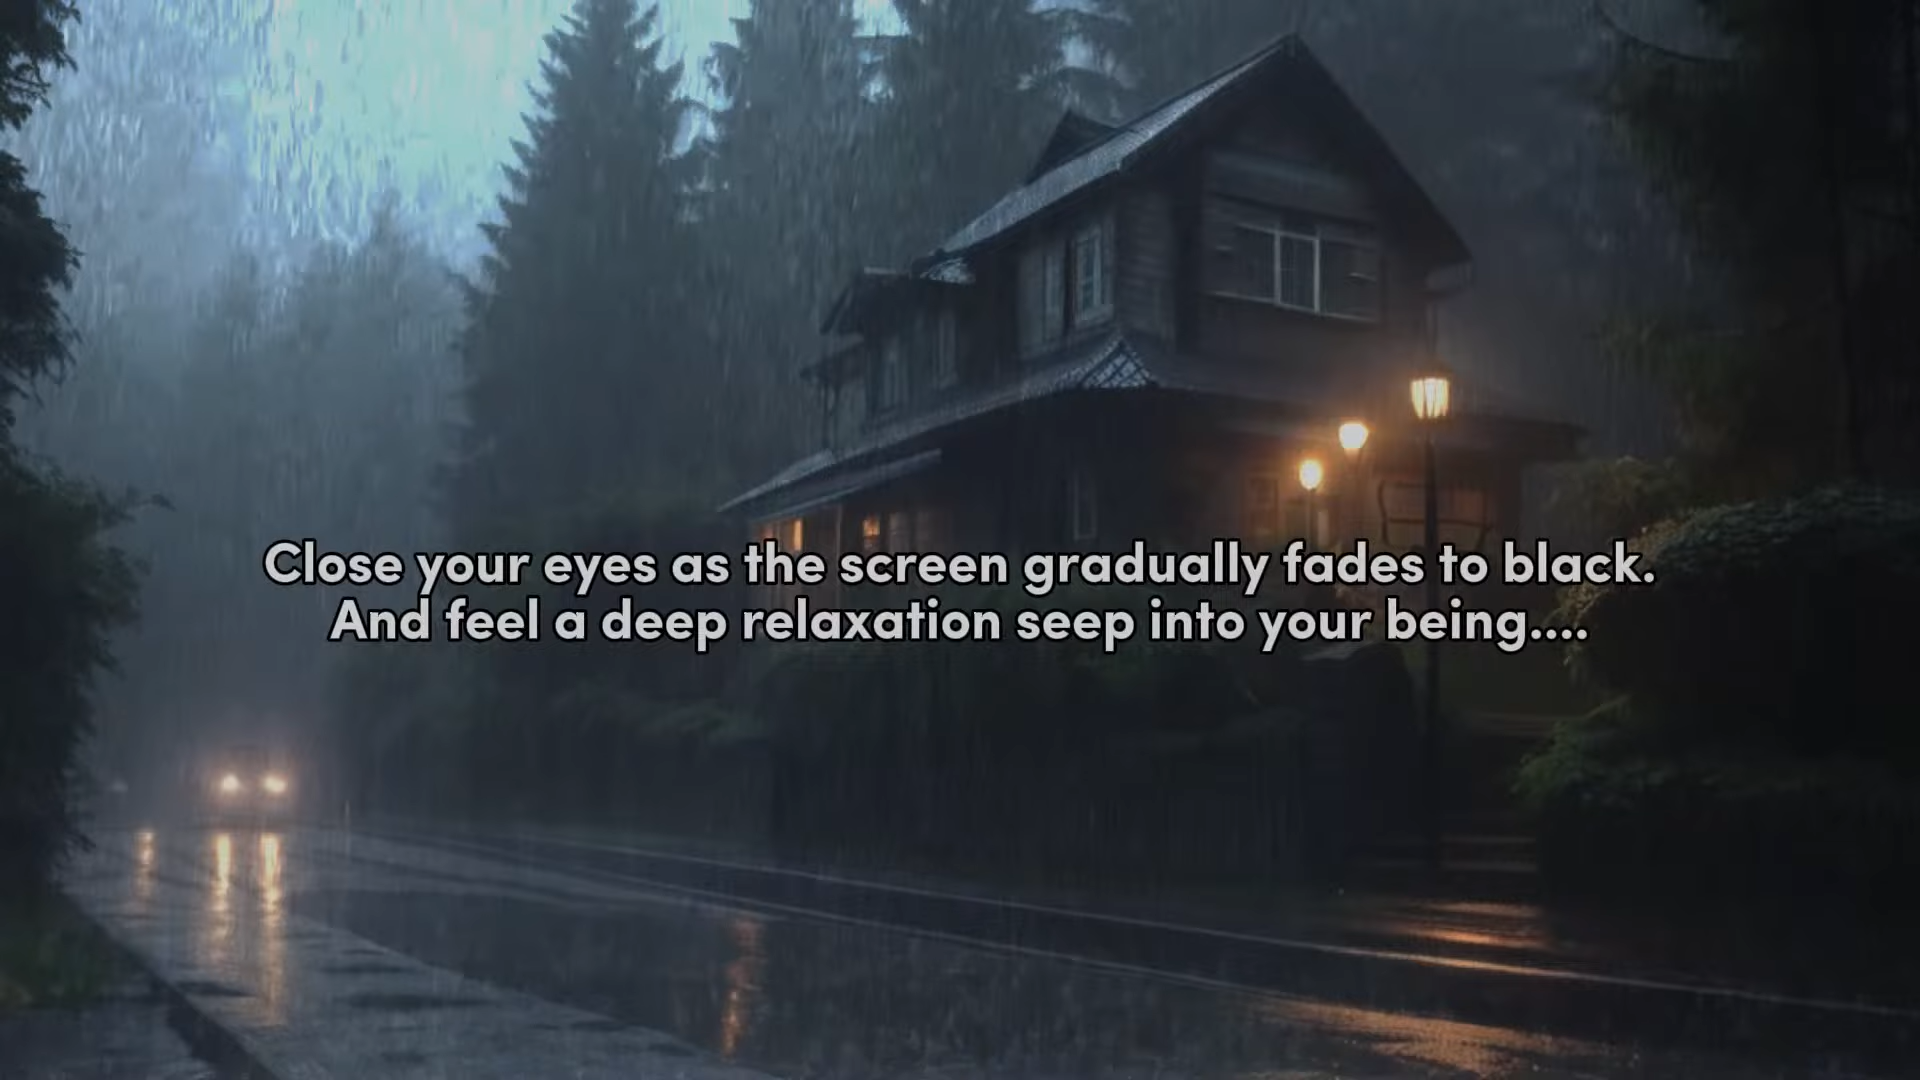 Close your eyes as the screen gradually fades to black.
And feel a deep relaxation seep into your being....